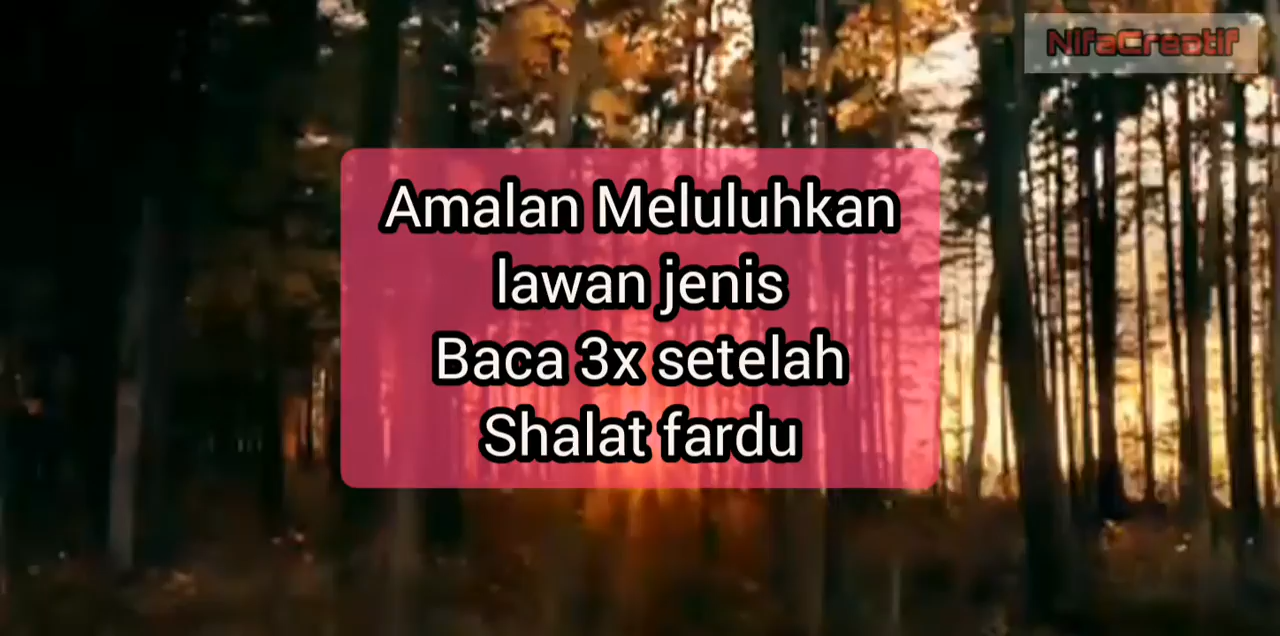 NifaCreatif
Amalan Meluluhkan
lawan jenis
Baca 3x setelah
Shalat fardu